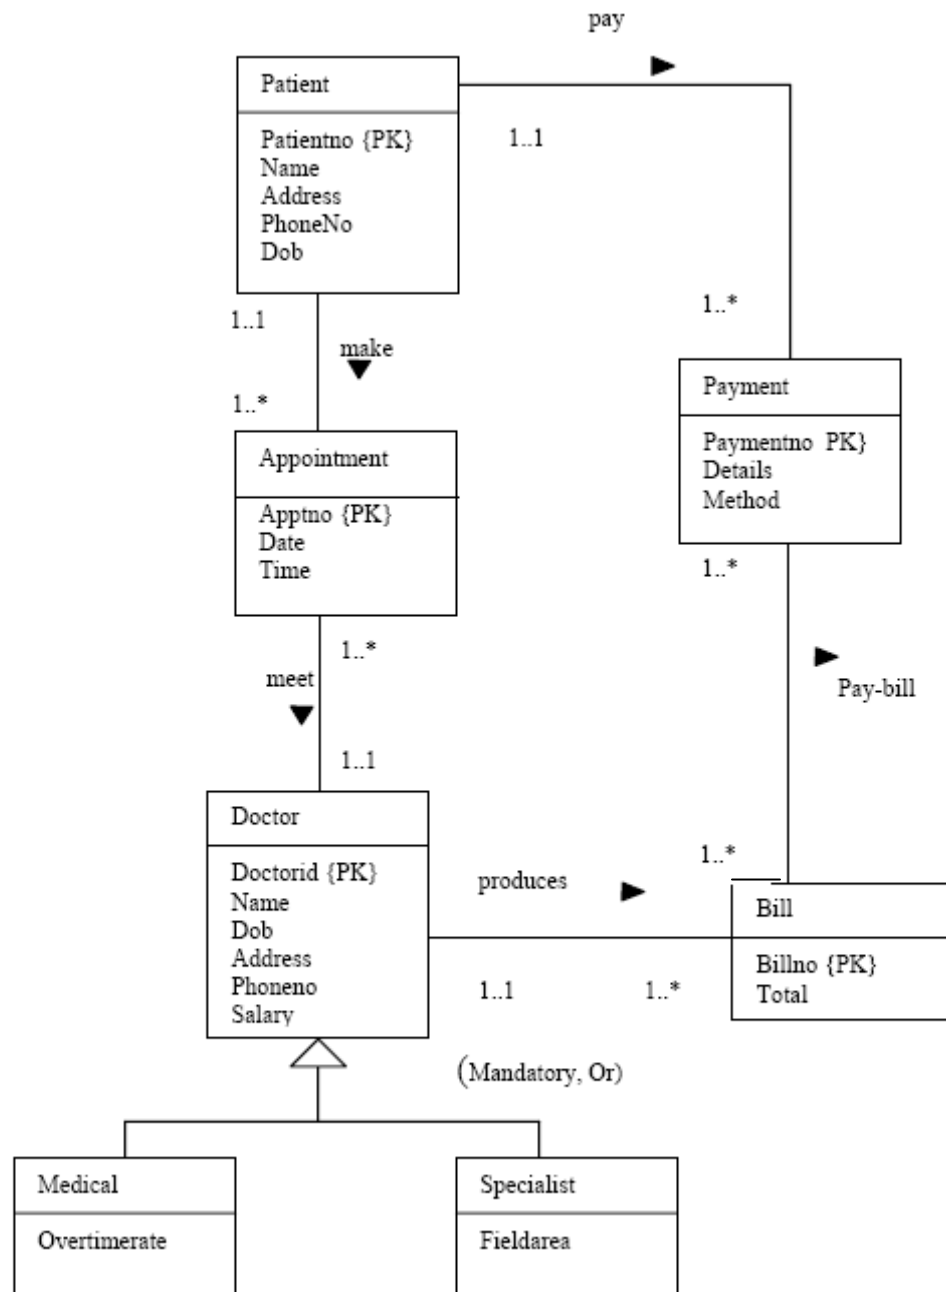 pay
Patient
Patientno {PK}
Name
Address
PhoneNo
Dob
1..1
1..*
1..1
make
1..*
Payment
Paymentno PK}
Details
Method
Appointment
Apptno {PK}
Date
Time
1..*
1..*
meet
Pay-bill
1..1
Doctor
Doctorid {PK}
Name
Dob
Address
Phoneno
Salary
produces
1..*
Bill
Billno {PK}
Total
1..1
1..*
(Mandatory, Or)
Medical
Overtimerate
Specialist
Fieldarea